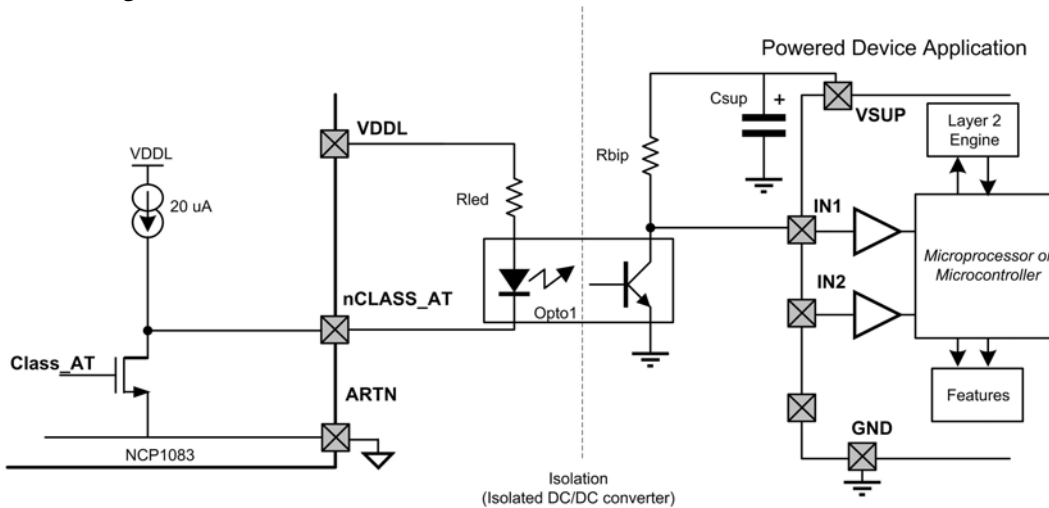 Powered Device Application
Csup
+
VSUP
VDDL
Layer 2
Engine
VDDL
Rbip
20 uA
Rled
IN1
Microprocessor or
Microcontroller
IN2
nCLASS_AT
Opto1
Class_AT
ARTN
Features
GND
NCP1083
Isolation
(Isolated DC/DC converter)